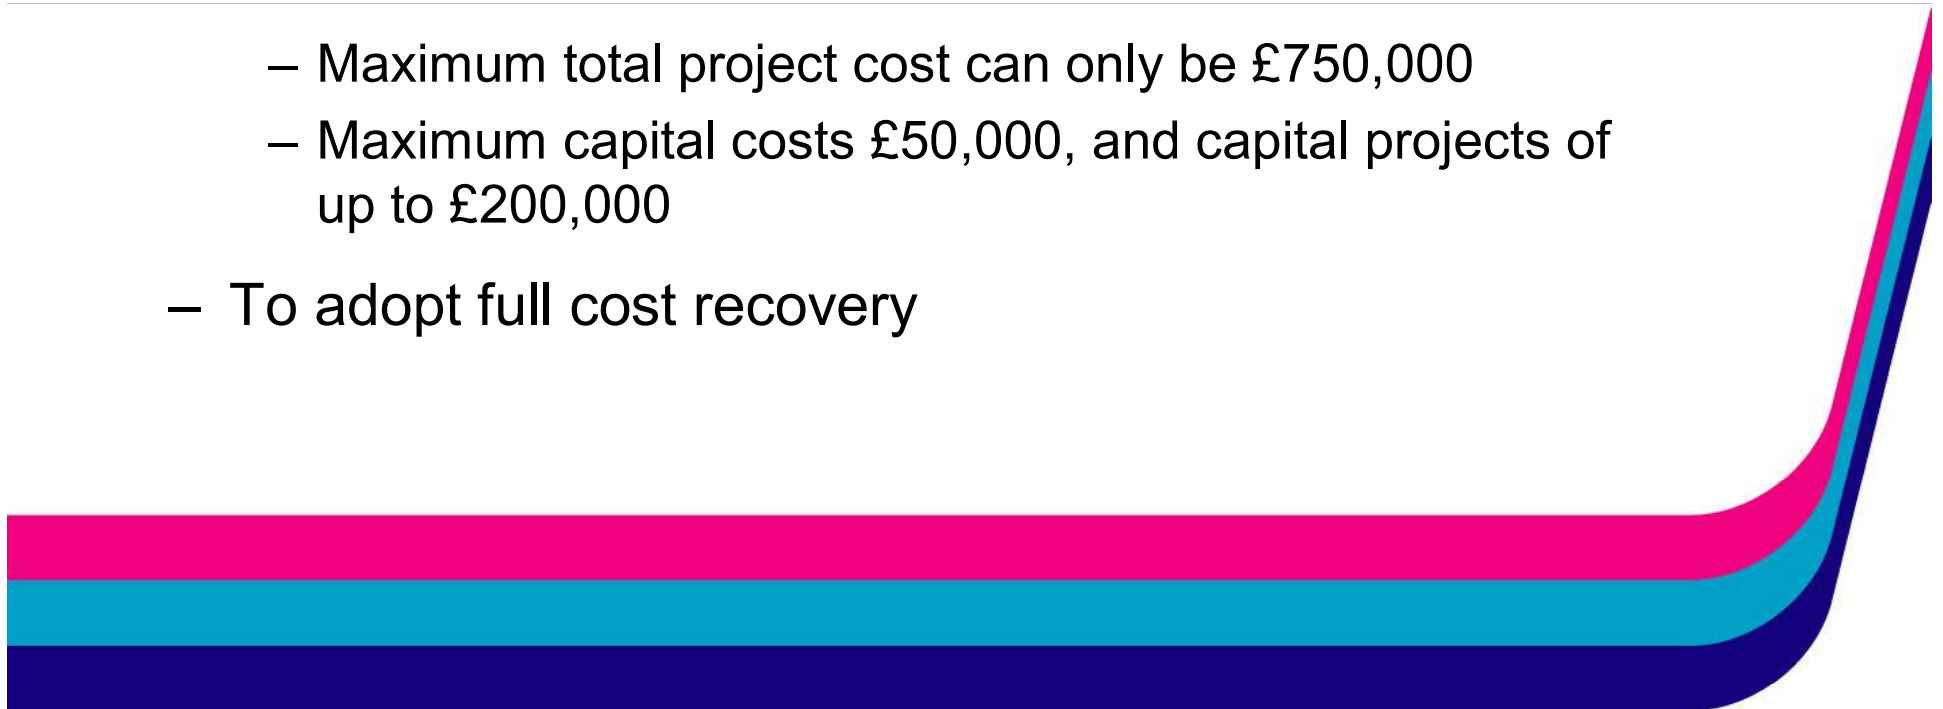 – Maximum total project cost can only be £750,000
– Maximum capital costs £50,000, and capital projects of
up to £200,000
– To adopt full cost recovery